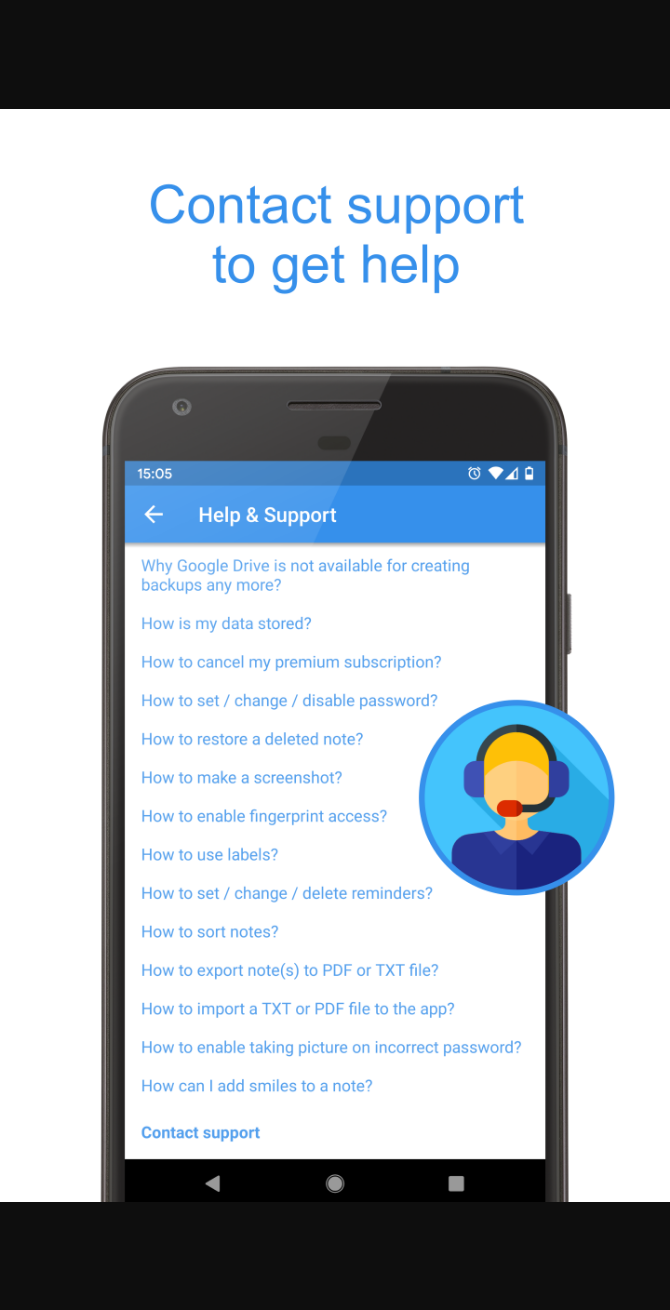 Contact support
to get help
15:05
Help & Support
Why Google Drive is not available for creating
backups any more?
How is my data stored?
How to cancel my premium subscription?
How to set / change / disable password?
How to restore a deleted note?
How to make a screenshot?
How to enable fingerprint access?
How to use labels?
How to set / change / delete reminders?
How to sort notes?
How to export note(s) to PDF or TXT file?
How to import a TXT or PDF file to the app?
How to enable taking picture on incorrect password?
How can I add smiles to a note?
Contact support